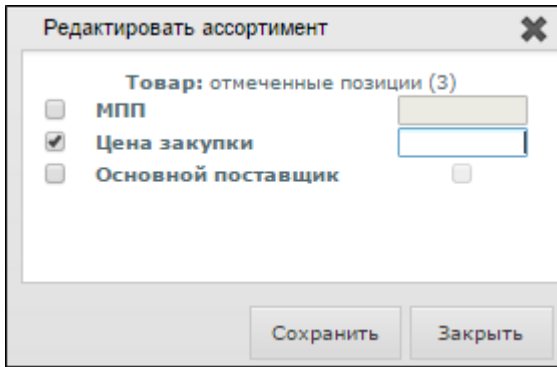 Редактировать ассортимент
Товар: отмеченные позиции (3)
МПП
Цена закупки
Основной поставщик
Сохранить Закрыть